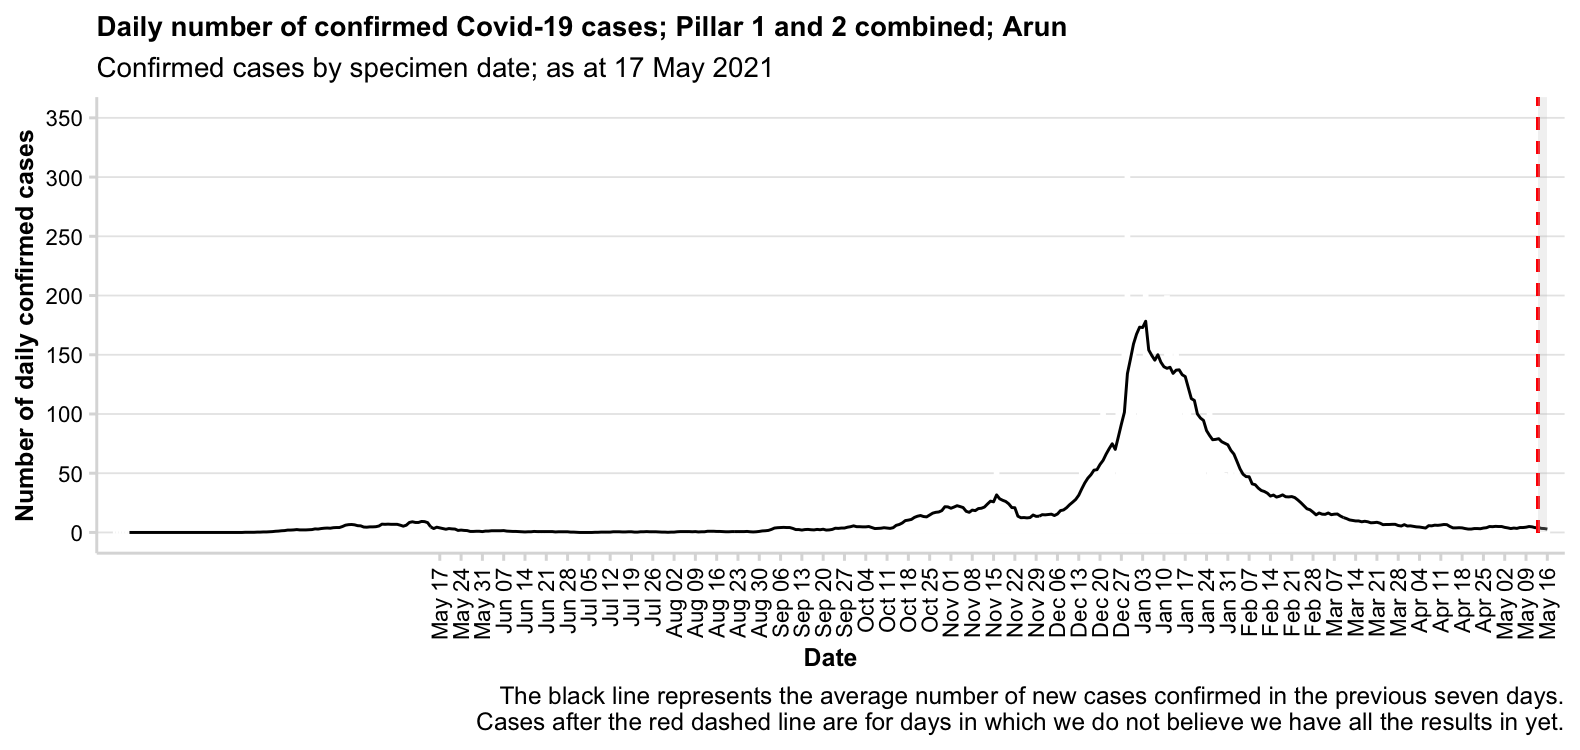 Daily number of confirmed Covid-19 cases; Pillar 1 and 2 combined; Arun
Confirmed cases by specimen date; as at 17 May 2021
Number of daily confirmed cases
350
300
250
200
150
100
50
0
May 17
May 24
May 31
Jun 07
Jun 14
Jun 21
Jun 28
Jul 05
Jul 12
Jul 19
Jul 26
Aug 02
Aug 09
Aug 16
Aug 23
Aug 30
Sep 06
Sep 13
Sep 20
Sep 27
Oct 04
Oct 11
Oct 18
Oct 25
Nov 01
Nov 08
Nov 15
Nov 22
Nov 29
Dec 06
Dec 13
Dec 20
Dec 27
Jan 03
Jan 10
Jan 17
Jan 24
Jan 31
Feb 07
Feb 14
Feb 21
Feb 28
Mar 07
Mar 14
Mar 21
Mar 28
Apr 04
Apr 11
Apr 18
Apr 25
May 02
May 09
May 16
Date
The black line represents the average number of new cases confirmed in the previous seven days.
Cases after the red dashed line are for days in which we do not believe we have all the results in yet.